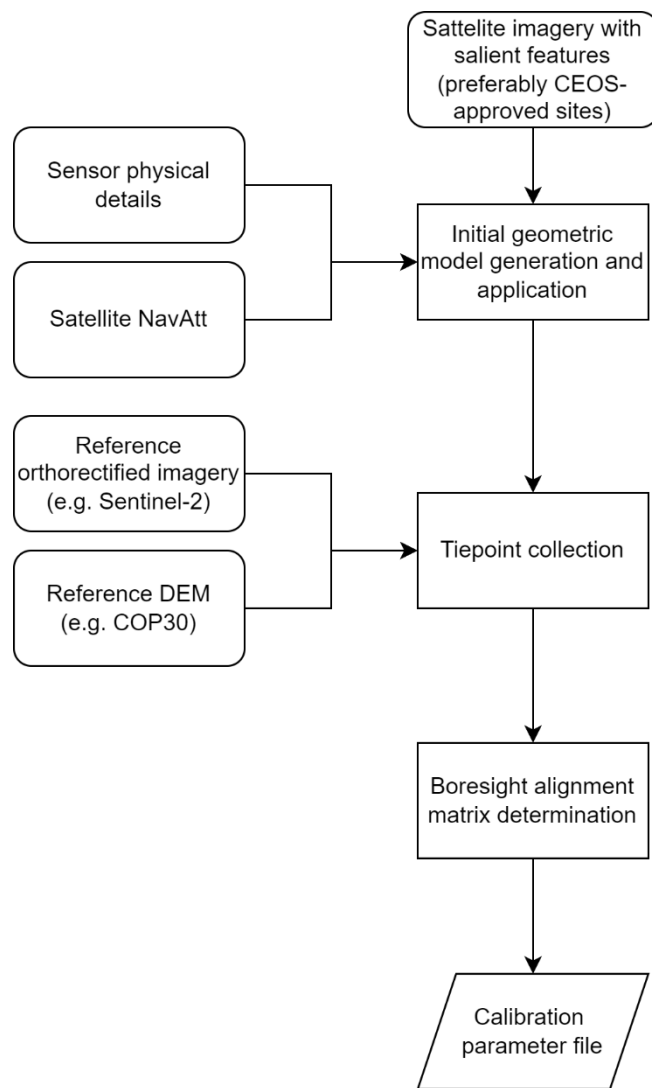 Sattelite imagery with
salient features
(preferably CEOS-
approved sites)
Sensor physical
details
Initial geometric
model generation and
application
Satellite NavAtt
Reference
orthorectified imagery
(e.g. Sentinel-2)
Tiepoint collection
Reference DEM
(e.g. COP30)
Boresight alignment
matrix determination
Calibration
parameter file